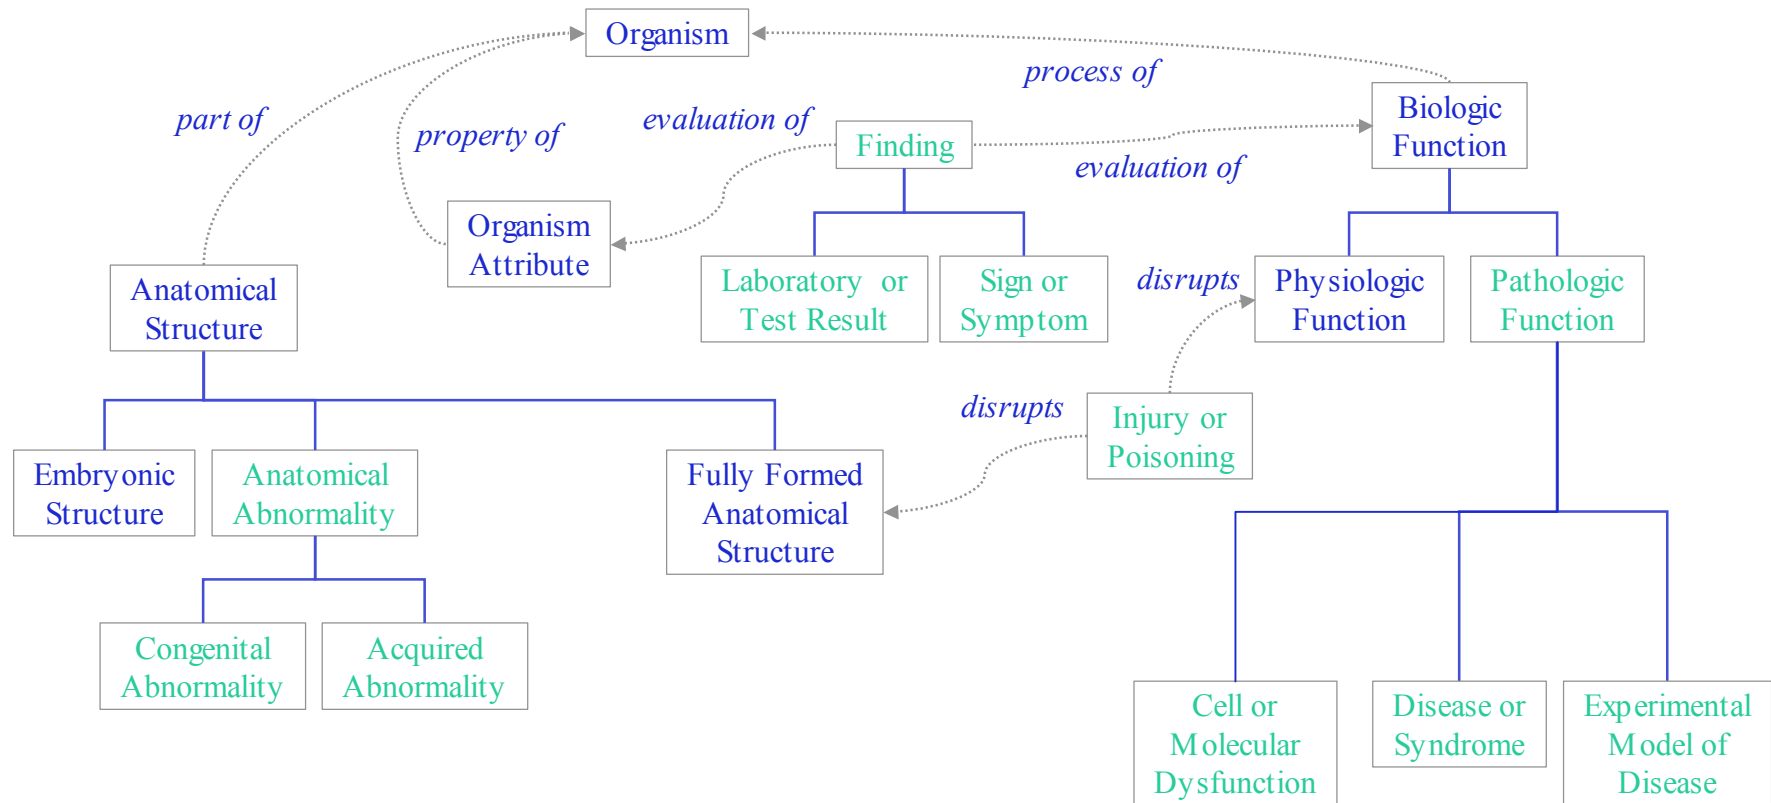 Organism
process of
part of
property of
evaluation of
Finding
evaluation of
Biologic
Function
Organism
Attribute
Anatomical
Structure
Laboratory or
Test Result
Sign or
Symptom
disrupts
Physiologic
Function
Pathologic
Function
disrupts
Injury or
Poisoning
Embryonic
Structure
Anatomical
Abnormality
Fully Formed
Anatomical
Structure
Congenital
Abnormality
Acquired
Abnormality
Cell or
Molecular
Dysfunction
Disease or
Syndrome
Experimental
Model of
Disease